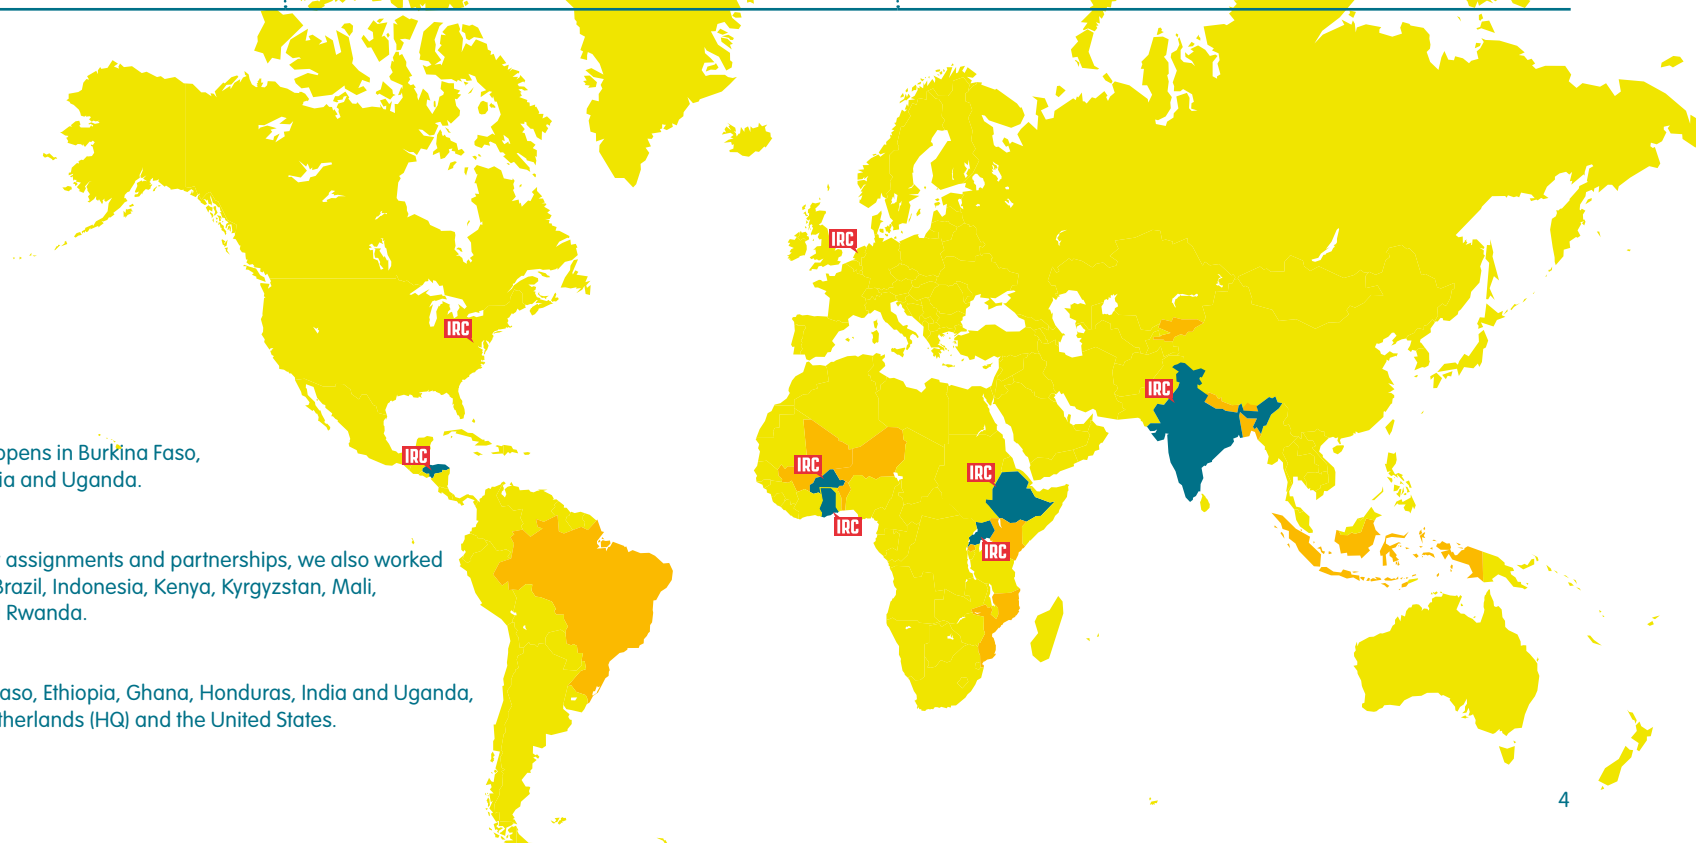 IRC
IRC
IRC
ppens in Burkina Faso,
IRC
IRC
IRC
ia and Uganda.
IRC
IRC
assignments and partnerships, we also worked
Brazil, Indonesia, Kenya, Kyrgyzstan, Mali,
Rwanda.
aso, Ethiopia, Ghana, Honduras, India and Uganda,
therlands (HQ) and the United States.
4